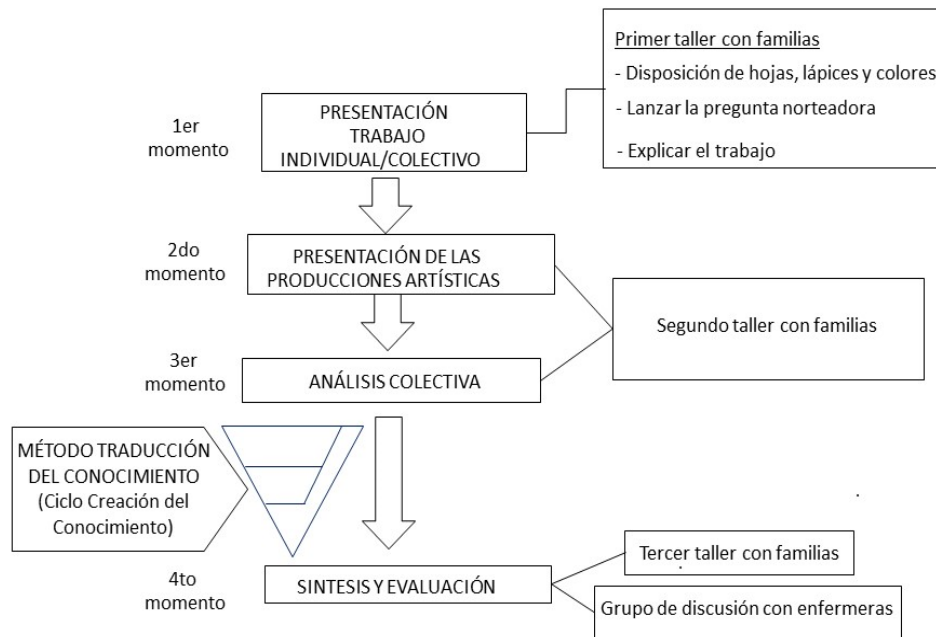 Primer taller con familias
- Disposición de hojas, lápices y colores
- Lanzar la pregunta norteadora
- Explicar el trabajo
1er
momento
PRESENTACIÓN
TRABAJO
INDIVIDUAL/COLECTIVO
2do
momento
PRESENTACIÓN DE LAS
PRODUCCIONES ARTÍSTICAS
Segundo taller con familias
3er
momento
ANÁLISIS COLECTIVA
MÉTODO TRADUCCIÓN
DEL CONOCIMIENTO
(Ciclo Creación del
Conocimiento)
4to
momento
SINTESIS Y EVALUACIÓN
Tercer taller con familias
Grupo de discusión con enfermeras